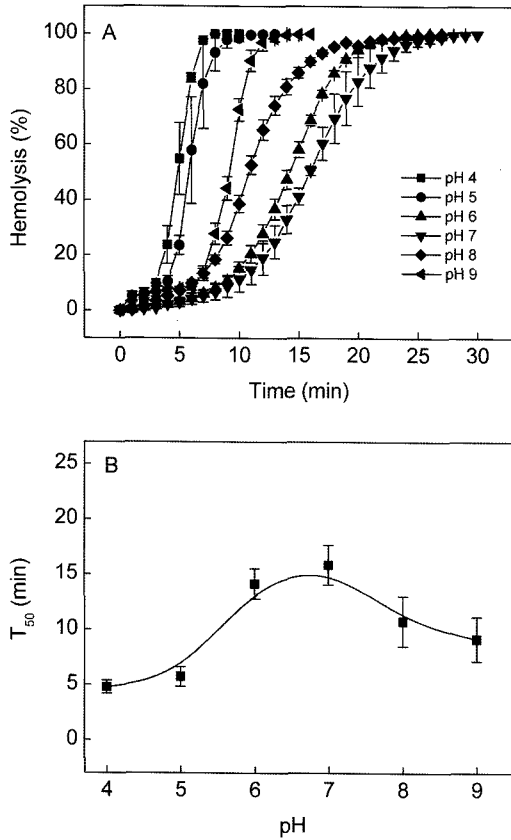 A
Hemolysis (%)
100
80
60
40
20
0
pH 4
pH 5
pH 6
pH 7
pH 8
pH 9
0 5 10 15 20 25 30
Time (min)
B
T50 (min)
25
20
15
10
5
0
4 5 6 7 8 9
pH